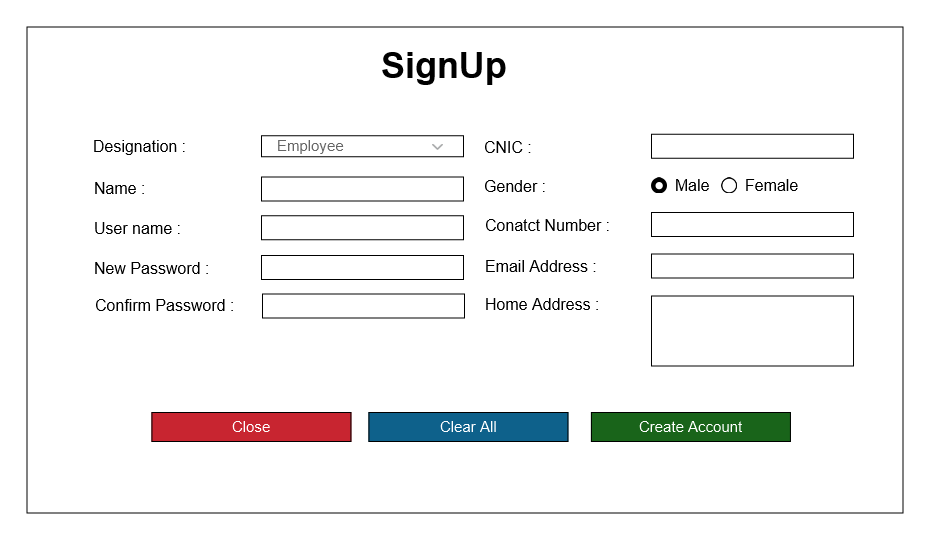 SignUp
Designation :
Employee
Name :
User name :
New Password :
Confirm Password :
CNIC :
Gender :
Male
Female
Conatct Number :
Email Address :
Home Address :
Close
Clear All
Create Account